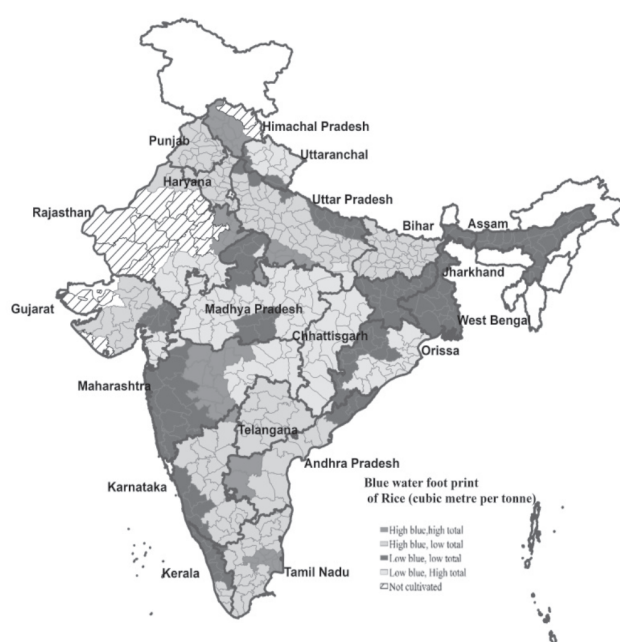 Himachal Pradesh
Punjab
Uttaranchal
Haryana
Uttar Pradesh
Rajasthan
Bihar
Assam
Jharkhand
Gujarat
Madhya Pradesh
West Bengal
Chhattisgarh
Orissa
Maharashtra
Telangana
Andhra Pradesh
Karnataka
Kerala
Tamil Nadu
Blue water foot print
of Rice (cubic metre per tonne)
High blue,high total
High blue, low total
Low blue, low total
Low blue, High total
Not cultivated